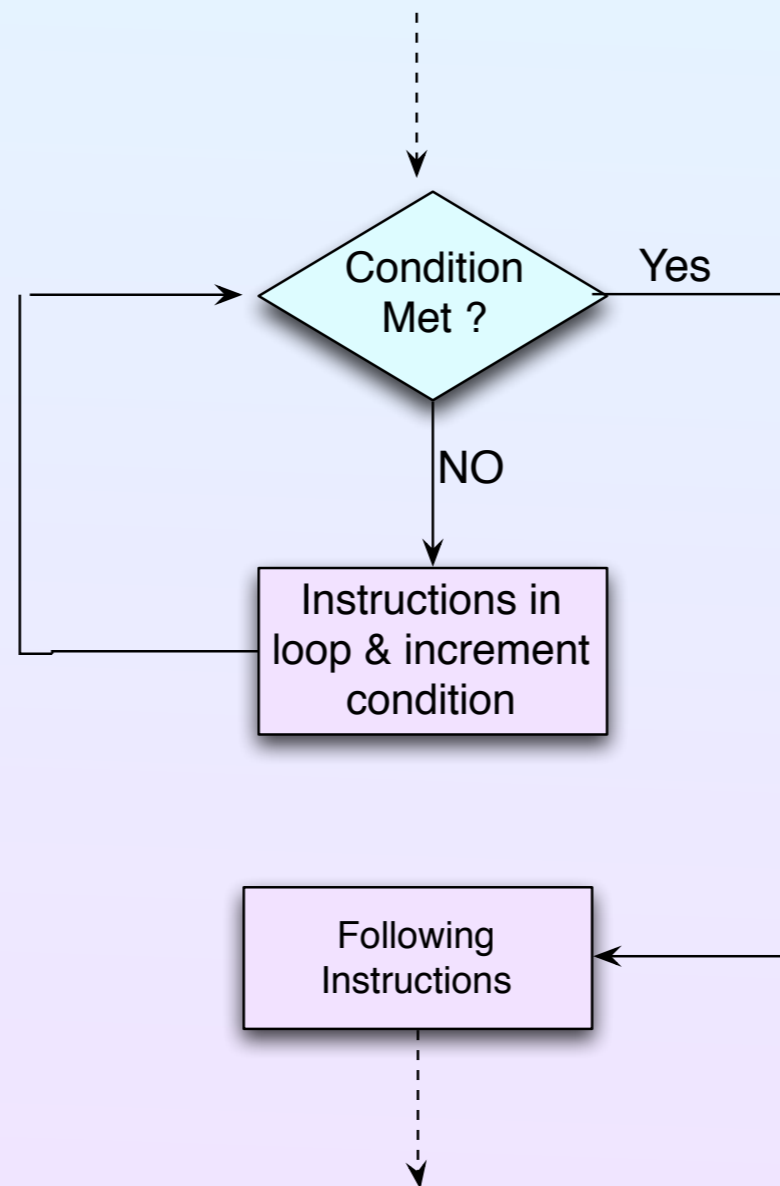 Condition
Met ?
Yes
NO
Instructions in
loop & increment
condition
Following
Instructions